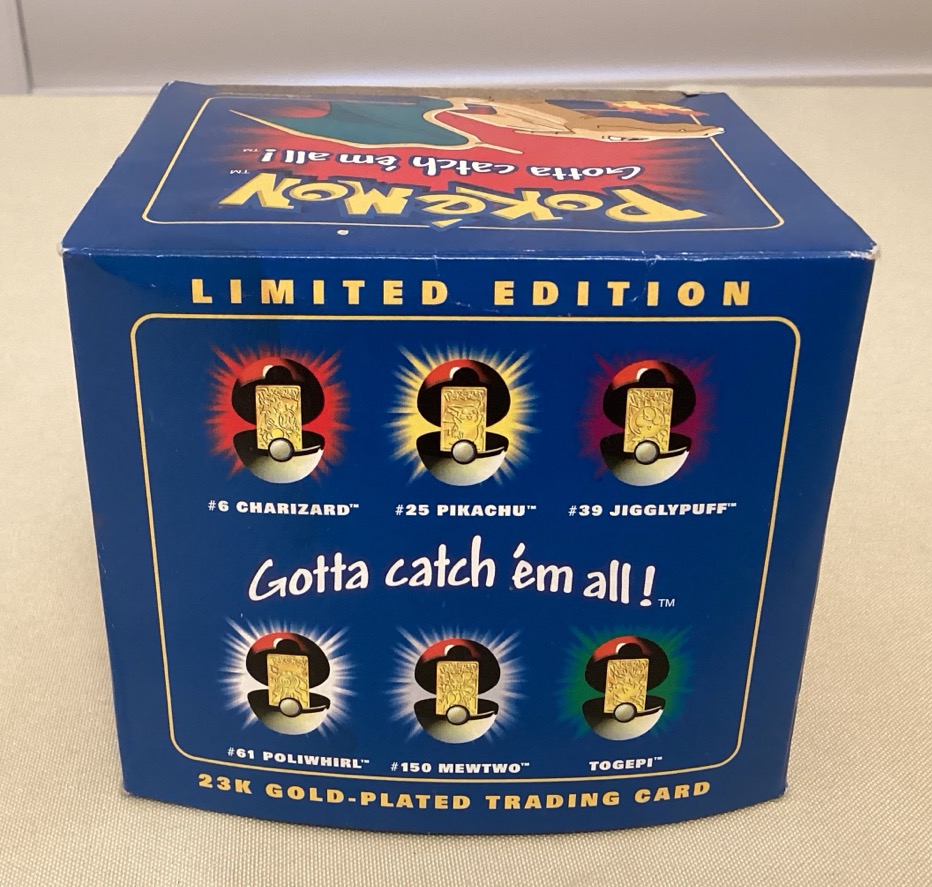 Gotta catch 'em all!™
POKéMON™
LIMITED EDITION
#6 CHARIZARD™
#25 PIKACHU™
#39 JIGGLYPUFF™
Gotta catch 'em all!™
#61 POLIWHIRL™
#150 MEWTWO™
TOGEPI™
23K GOLD-PLATED TRADING CARD